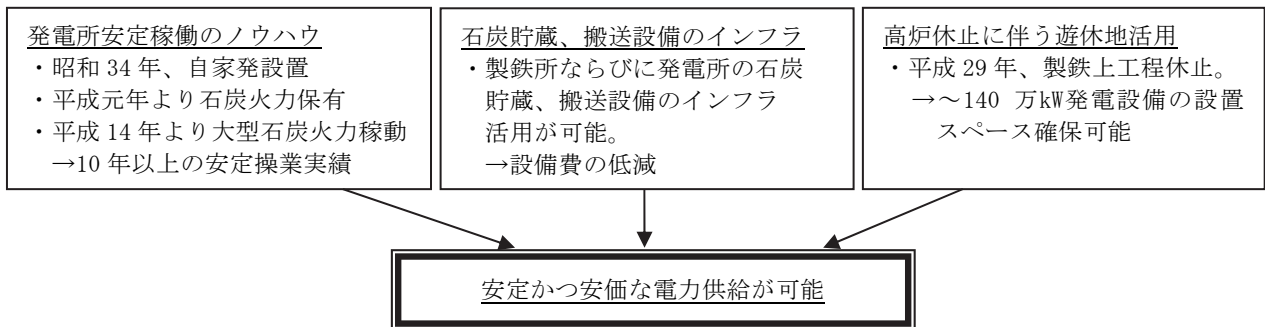 発電所安定稼働のノウハウ
・昭和 34 年、自家発設置
・平成元年より石炭火力保有
・平成 14 年より大型石炭火力稼動
→10 年以上の安定操業実績
石炭貯蔵、搬送設備のインフラ
・製鉄所ならびに発電所の石炭
貯蔵、搬送設備のインフラ
活用が可能。
→設備費の低減
高炉休止に伴う遊休地活用
・平成 29 年、製鉄上工程休止。
→～140 万kW発電設備の設置
スペース確保可能
安定かつ安価な電力供給が可能